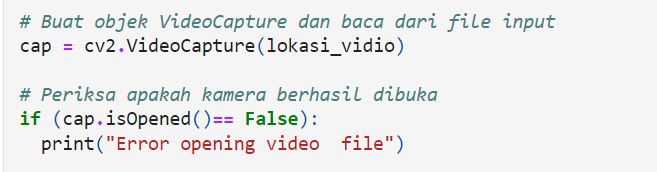 # Buat objek VideoCapture dan baca dari file input
cap = cv2.VideoCapture(lokasi_vidio)
# Periksa apakah kamera berhasil dibuka
if (cap.isOpened()== False):
  print("Error opening video  file")